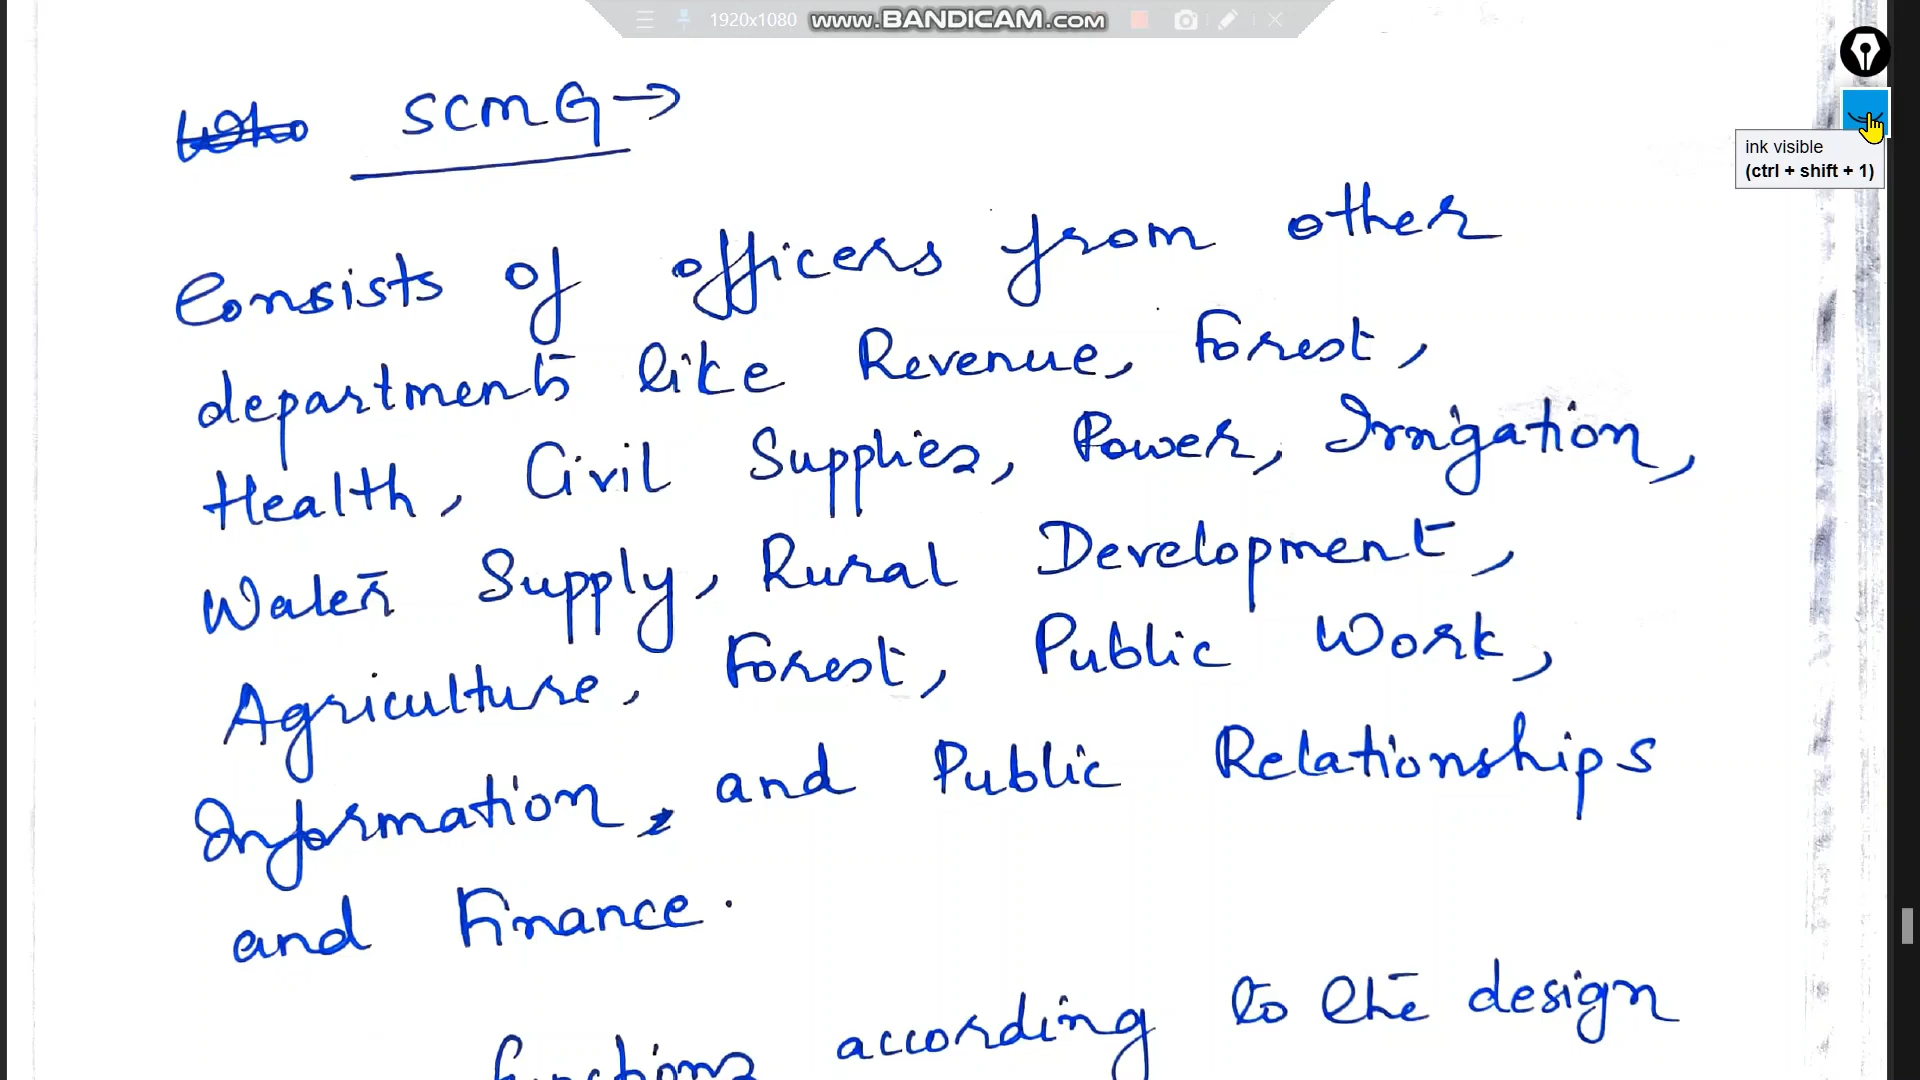 1920x1080 www.BANDICAM.com
SCMG→
ink visible
(ctrl + shift + 1)
Consists of officers from other
departments like Revenue, Forest,
Health, Civil Supplies, Power, Irrigation,
Water Supply, Rural Development,
Agriculture, Forest, Public Work,
Information, and Public Relationships
and Finance.
functions according to the design